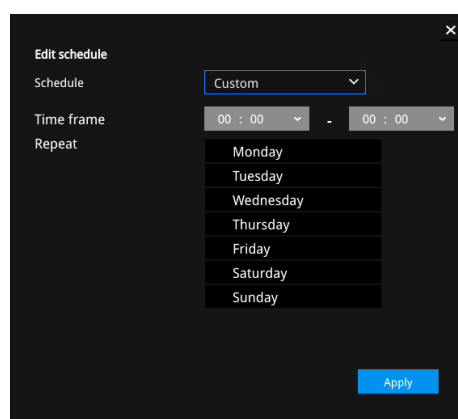 Edit schedule
Schedule Custom
Time frame 00 : 00 - 00 : 00
Repeat
Monday
Tuesday
Wednesday
Thursday
Friday
Saturday
Sunday
Apply